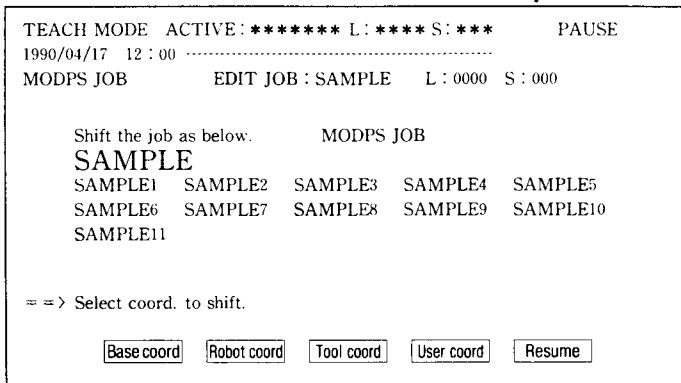 TEACH MODE ACTIVE : ******* L : **** S : *** PAUSE
1990/04/17 12 : 00 ----------------------------------------------
MODPS JOB EDIT JOB : SAMPLE L : 0000 S : 000
Shift the job as below. MODPS JOB
SAMPLE
SAMPLE1 SAMPLE2 SAMPLE3 SAMPLE4 SAMPLE5
SAMPLE6 SAMPLE7 SAMPLE8 SAMPLE9 SAMPLE10
SAMPLE11
= => Select coord. to shift.
Base coord Robot coord Tool coord User coord Resume